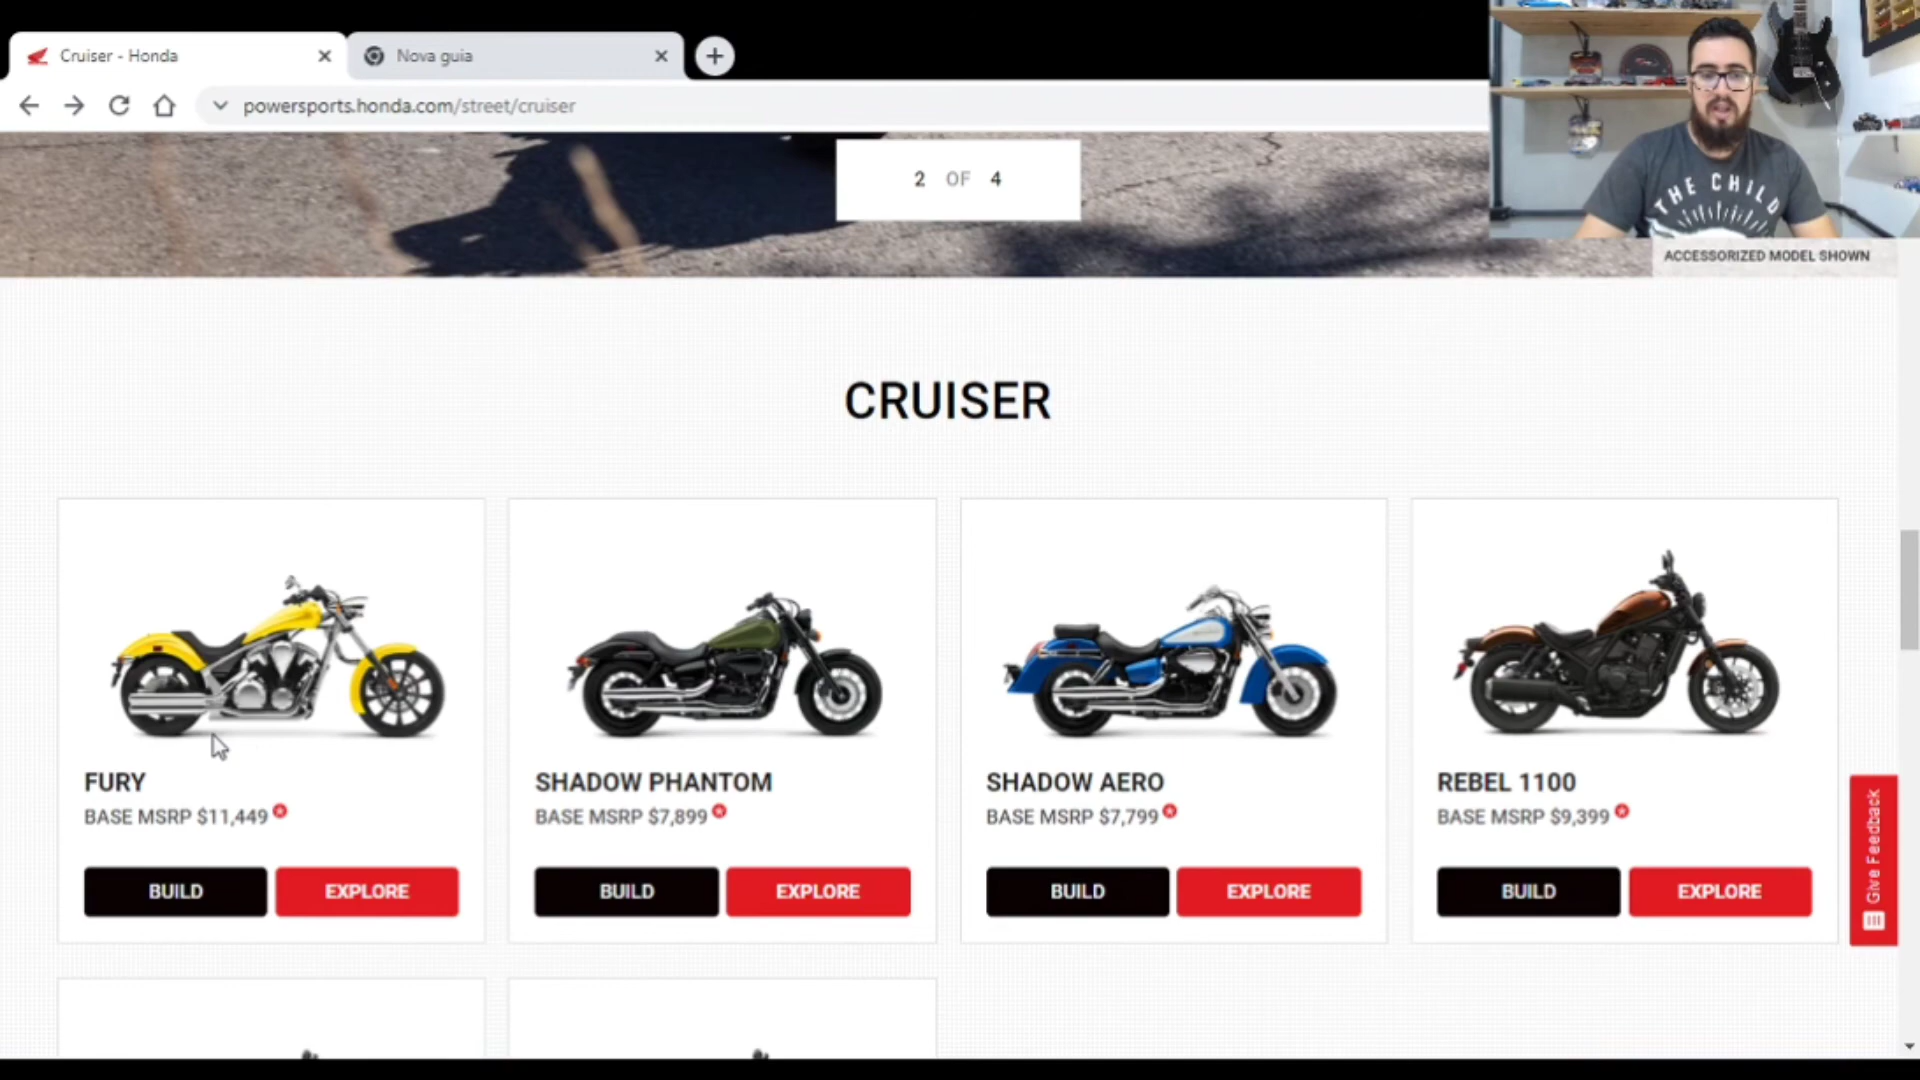 Cruiser - Honda
Nova guia
powersports.honda.com/street/cruiser
THE CHILD
2 OF 4
ACCESSORIZED MODEL SHOWN
CRUISER
FURY
BASE MSRP $11,449
BUILD
EXPLORE
SHADOW PHANTOM
BASE MSRP $7,899
BUILD
EXPLORE
SHADOW AERO
BASE MSRP $7,799
BUILD
EXPLORE
REBEL 1100
BASE MSRP $9,399
BUILD
EXPLORE
Give Feedback